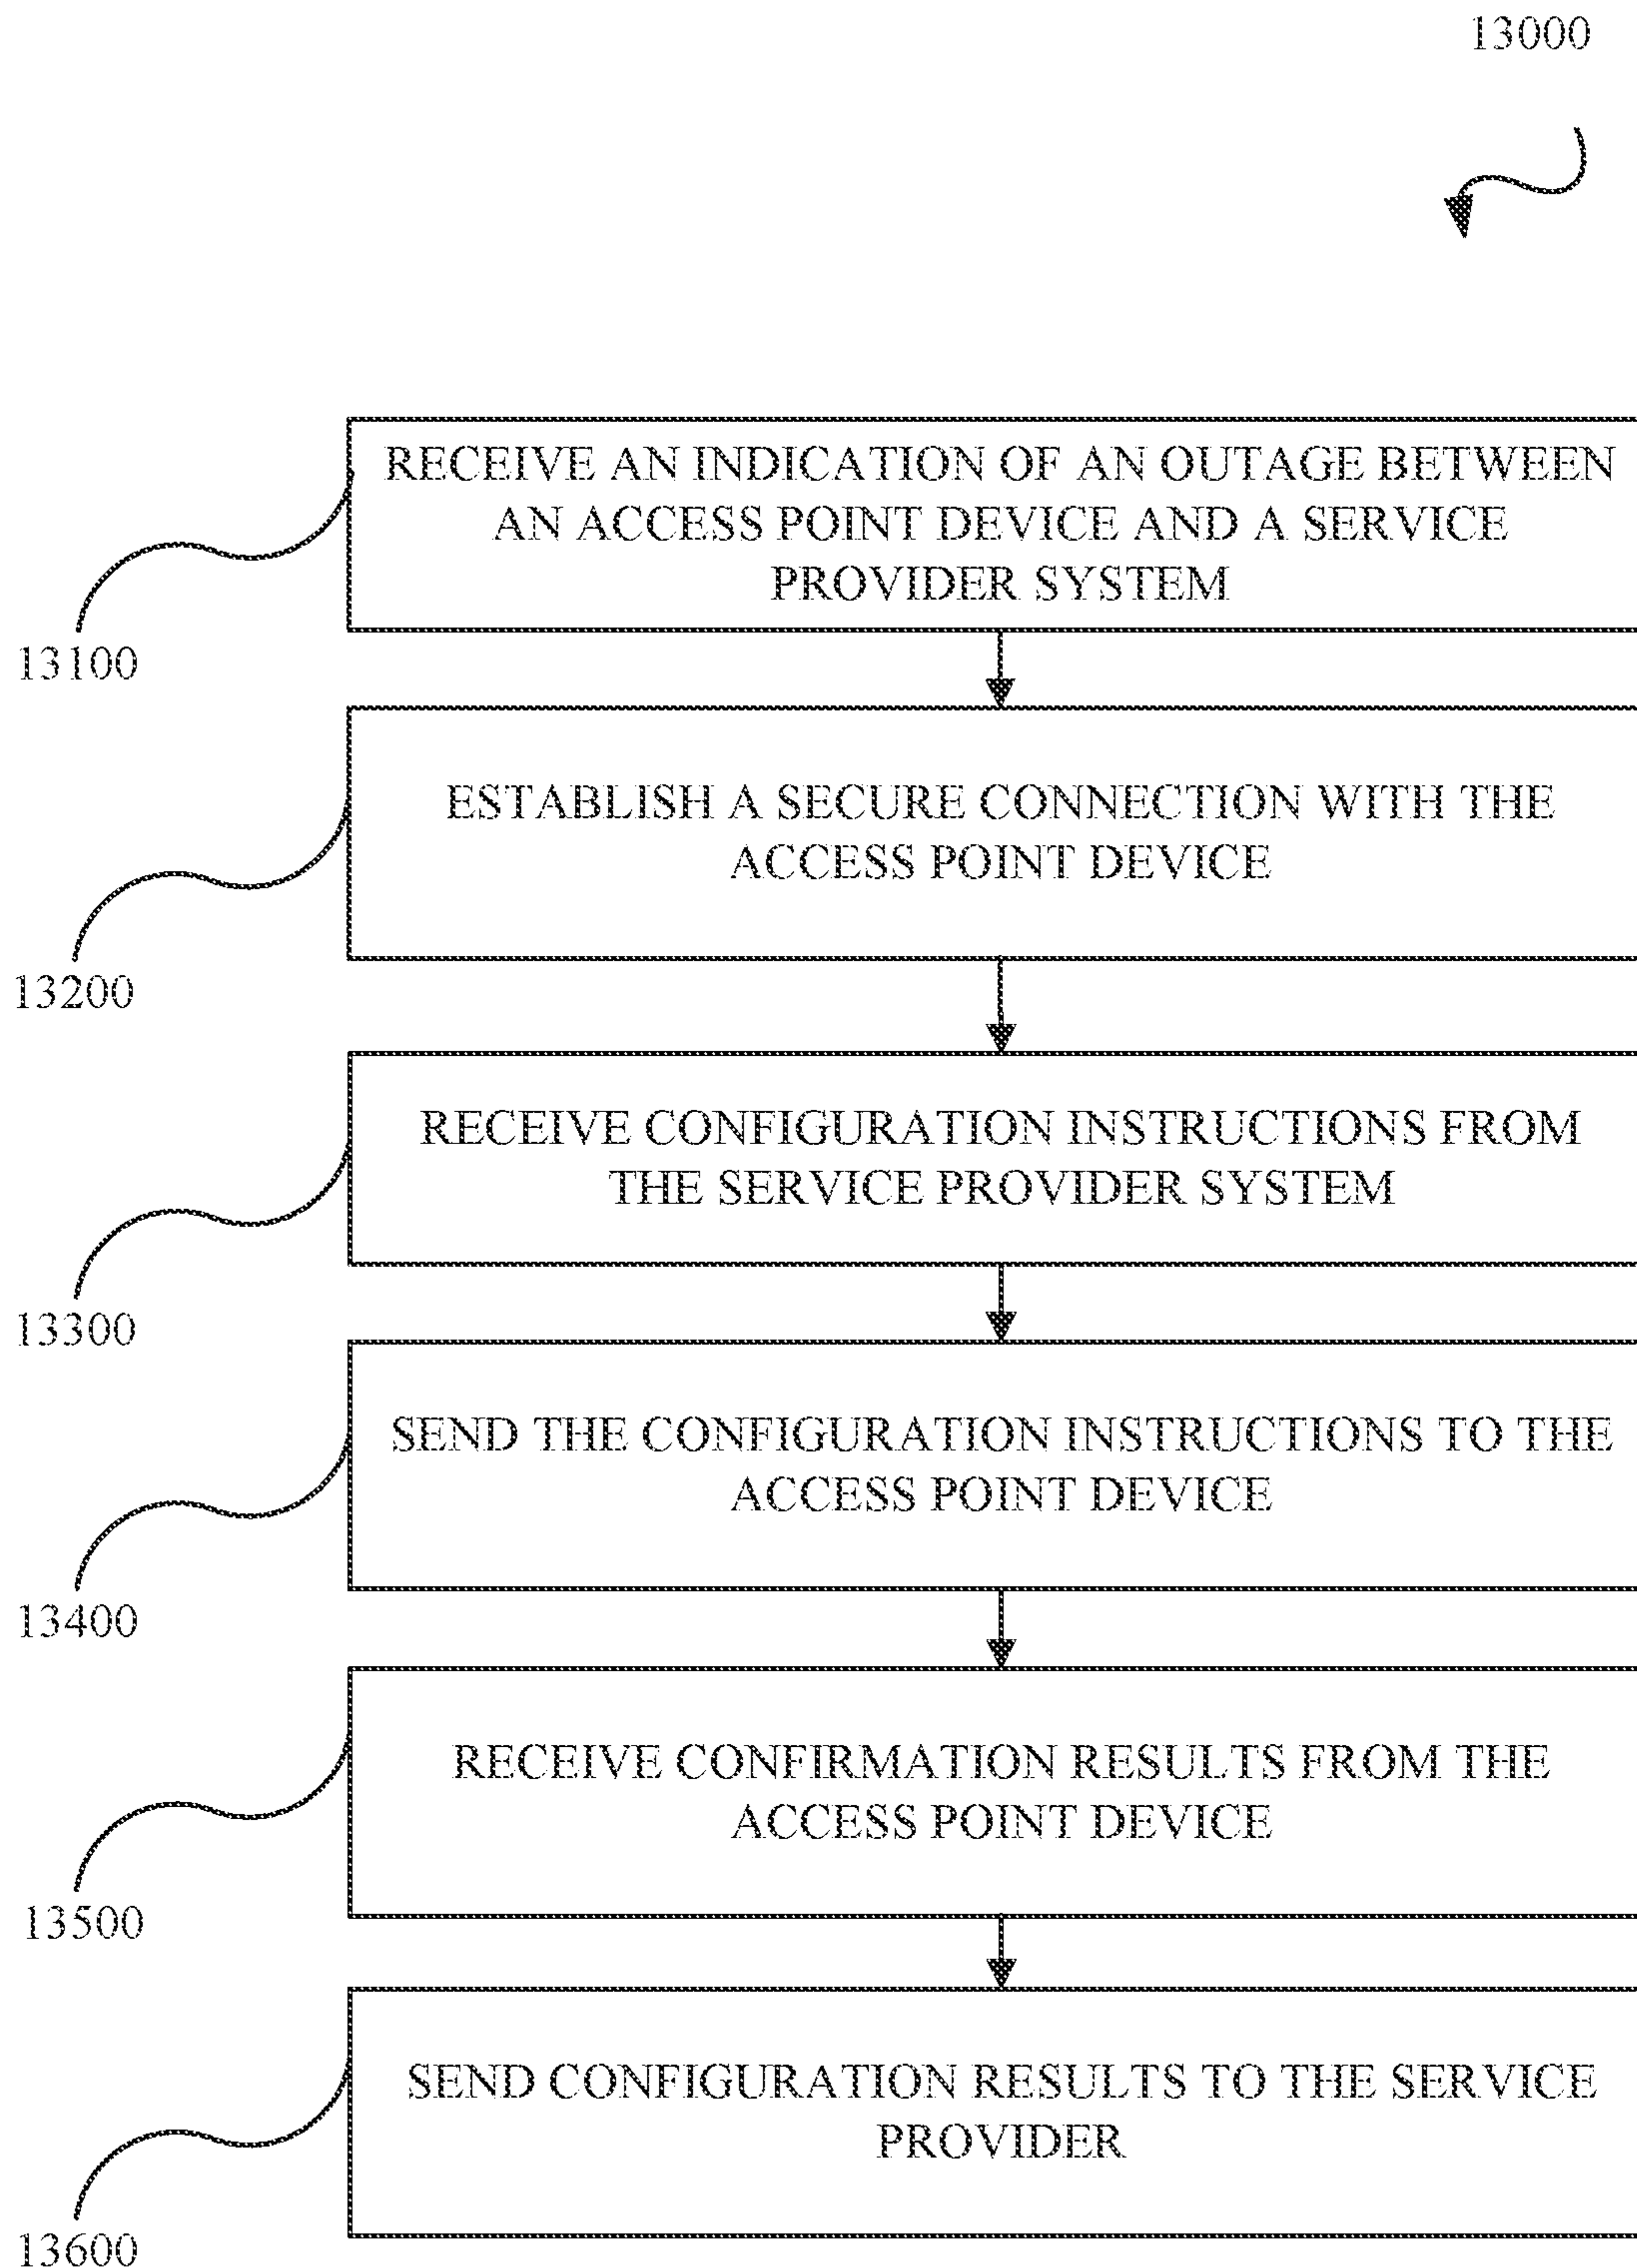 13000
RECEIVE AN INDICATION OF AN OUTAGE BETWEEN
AN ACCESS POINT DEVICE AND A SERVICE
PROVIDER SYSTEM
13100
ESTABLISH A SECURE CONNECTION WITH THE
ACCESS POINT DEVICE
13200
RECEIVE CONFIGURATION INSTRUCTIONS FROM
THE SERVICE PROVIDER SYSTEM
13300
SEND THE CONFIGURATION INSTRUCTIONS TO THE
ACCESS POINT DEVICE
13400
RECEIVE CONFIRMATION RESULTS FROM THE
ACCESS POINT DEVICE
13500
SEND CONFIGURATION RESULTS TO THE SERVICE
PROVIDER
13600